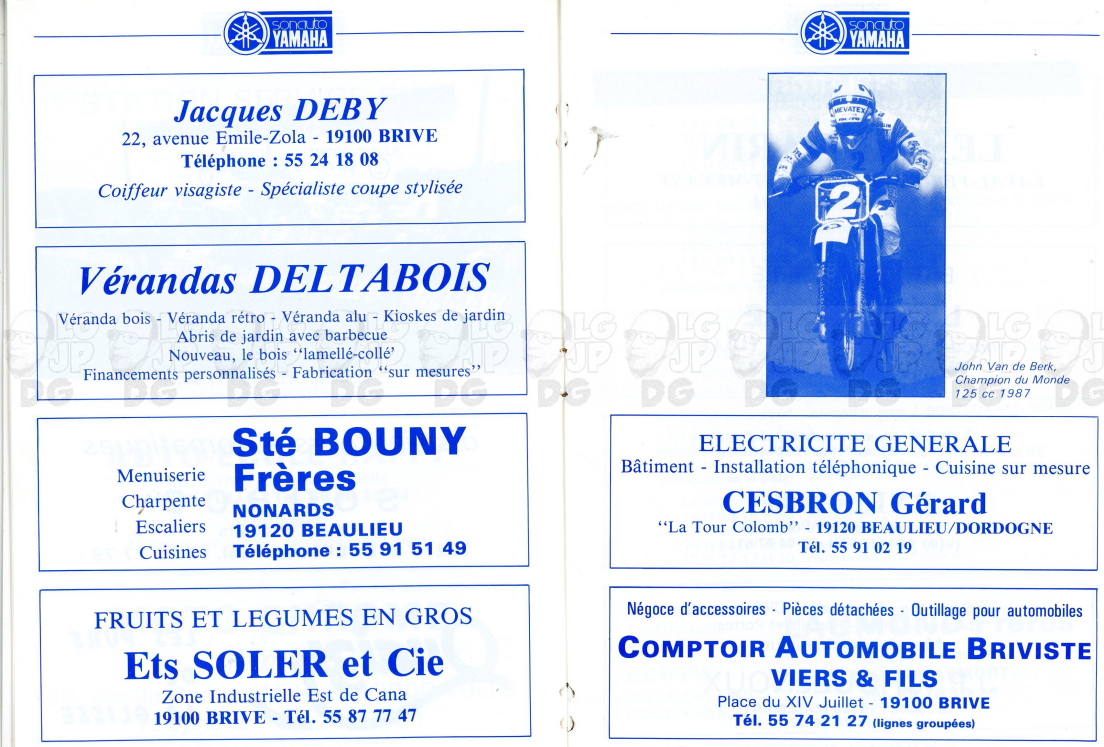 sonauto
YAMAHA
Jacques DEBY
22, avenue Emile-Zola - 19100 BRIVE
Téléphone : 55 24 18 08
Coiffeur visagiste - Spécialiste coupe stylisée
Vérandas DELTABOIS
Véranda bois - Véranda rétro - Véranda alu - Kioskes de jardin
Abris de jardin avec barbecue
Nouveau, le bois ‘‘lamellé-collé’
Financements personnalisés - Fabrication ‘‘sur mesures’’
Sté BOUNY
Frères
Menuiserie
Charpente
Escaliers
Cuisines
NONARDS
19120 BEAULIEU
Téléphone : 55 91 51 49
FRUITS ET LEGUMES EN GROS
Ets SOLER et Cie
Zone Industrielle Est de Cana
19100 BRIVE - Tél. 55 87 77 47
sonauto
YAMAHA
MEVATEX
2
2
John Van de Berk,
Champion du Monde
125 cc 1987
ELECTRICITE GENERALE
Bâtiment - Installation téléphonique - Cuisine sur mesure
CESBRON Gérard
‘‘La Tour Colomb’’ - 19120 BEAULIEU/DORDOGNE
Tél. 55 91 02 19
Négoce d’accessoires - Pièces détachées - Outillage pour automobiles
COMPTOIR AUTOMOBILE BRIVISTE
VIERS & FILS
Place du XIV Juillet - 19100 BRIVE
Tél. 55 74 21 27 (lignes groupées)
LG
JP
DG